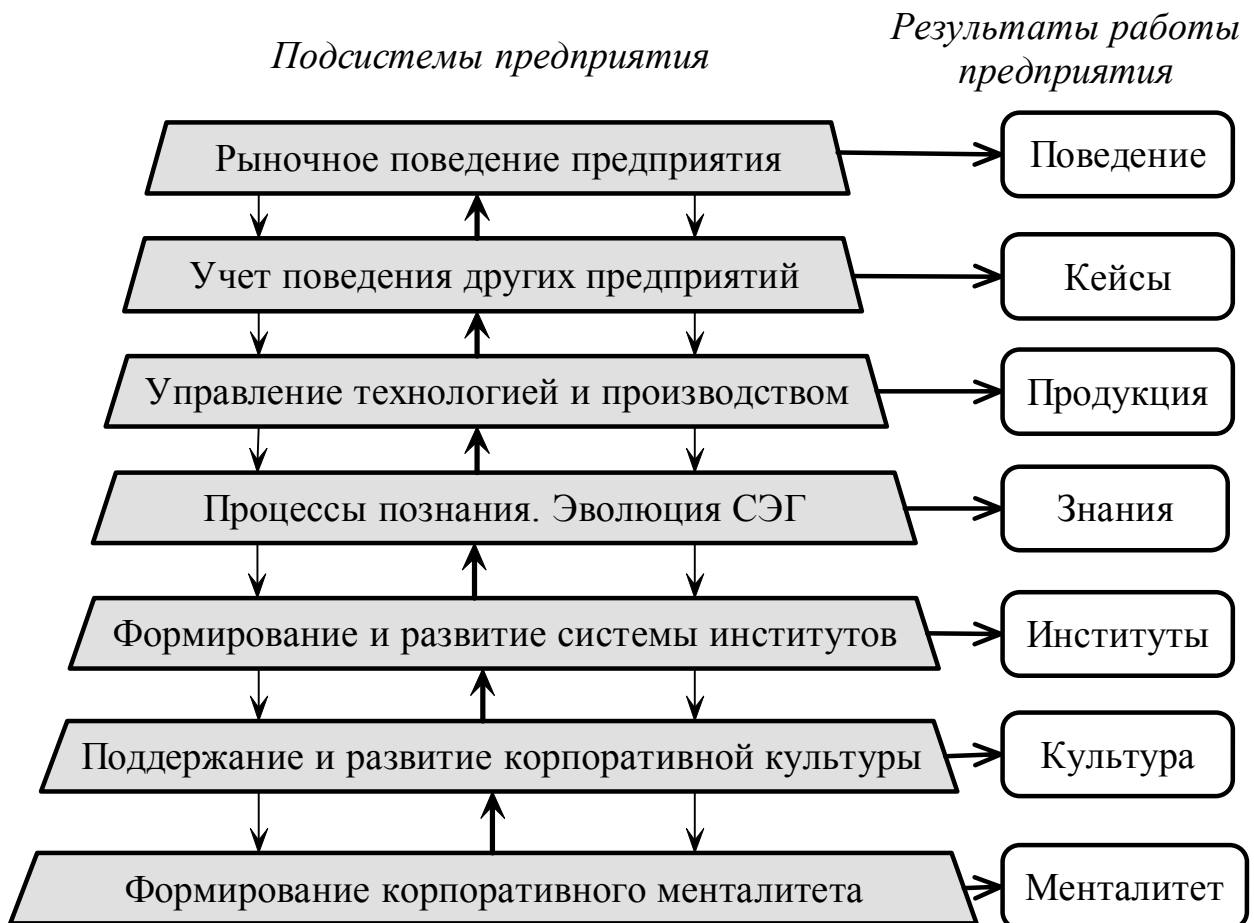 Подсистемы предприятия
Результаты работы
предприятия
Рыночное поведение предприятия
Поведение
Учет поведения других предприятий
Кейсы
Управление технологией и производством
Продукция
Процессы познания. Эволюция СЭГ
Знания
Формирование и развитие системы институтов
Институты
Поддержание и развитие корпоративной культуры
Культура
Формирование корпоративного менталитета
Менталитет